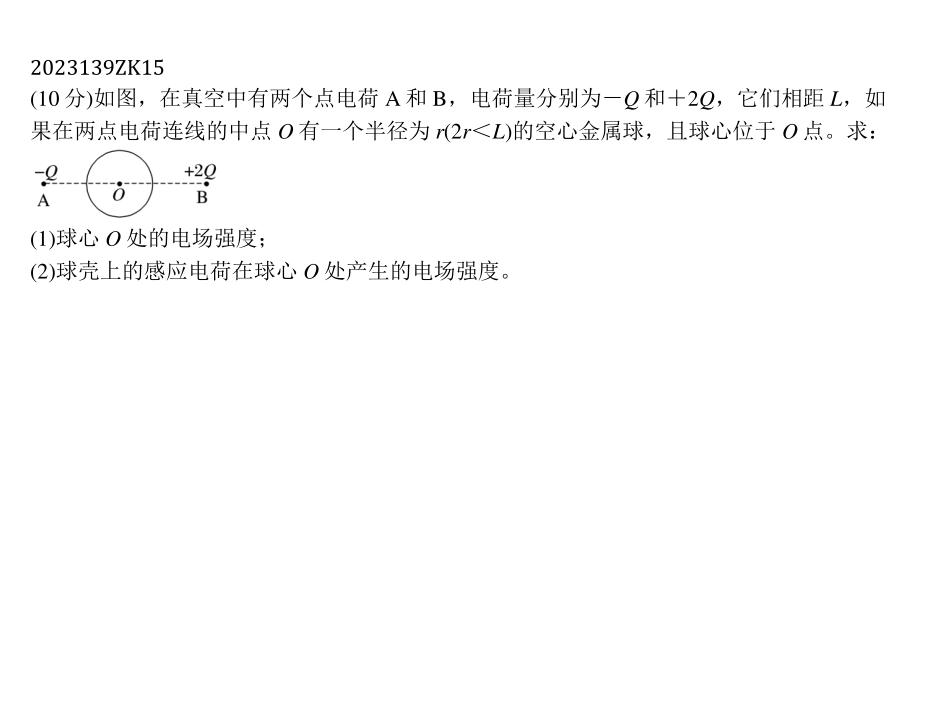 2023139ZK15
(10 分)如图，在真空中有两个点电荷 A 和 B，电荷量分别为－Q 和＋2Q，它们相距 L，如
果在两点电荷连线的中点 O 有一个半径为 r(2r＜L)的空心金属球，且球心位于 O 点。求：
−Q +2Q
A O B
(1)球心 O 处的电场强度；
(2)球壳上的感应电荷在球心 O 处产生的电场强度。